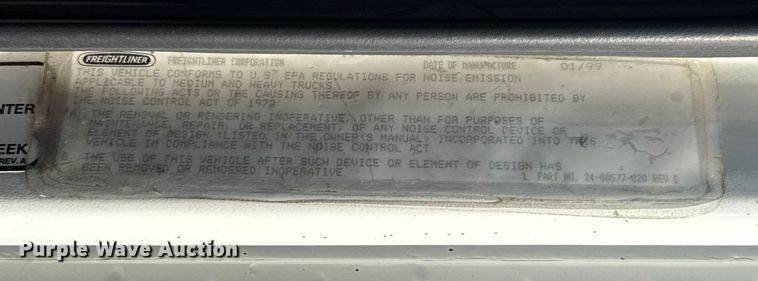 FREIGHTLINER
FREIGHTLINER CORPORATION DATE OF MANUFACTURE 01/99
THIS VEHICLE CONFORMS TO U.S. EPA REGULATIONS FOR NOISE EMISSION
APPLICABLE TO MEDIUM AND HEAVY TRUCKS.
THE FOLLOWING ACTS OR THE CAUSING THEREOF BY ANY PERSON ARE PROHIBITED BY
THE NOISE CONTROL ACT OF 1972
A. THE REMOVAL OR RENDERING INOPERATIVE, OTHER THAN FOR PURPOSES OF
MAINTENANCE, REPAIR, OR REPLACEMENT, OF ANY NOISE CONTROL DEVICE OR
ELEMENT OF DESIGN (LISTED IN THE OWNER'S MANUAL) INCORPORATED INTO THIS
VEHICLE IN COMPLIANCE WITH THE NOISE CONTROL ACT.
B. THE USE OF THIS VEHICLE AFTER SUCH DEVICE OR ELEMENT OF DESIGN HAS
BEEN REMOVED OR RENDERED INOPERATIVE.
L PART NO. 24-00577-020 REV D
NTER
EEK
REV. A
Purple Wave Auction